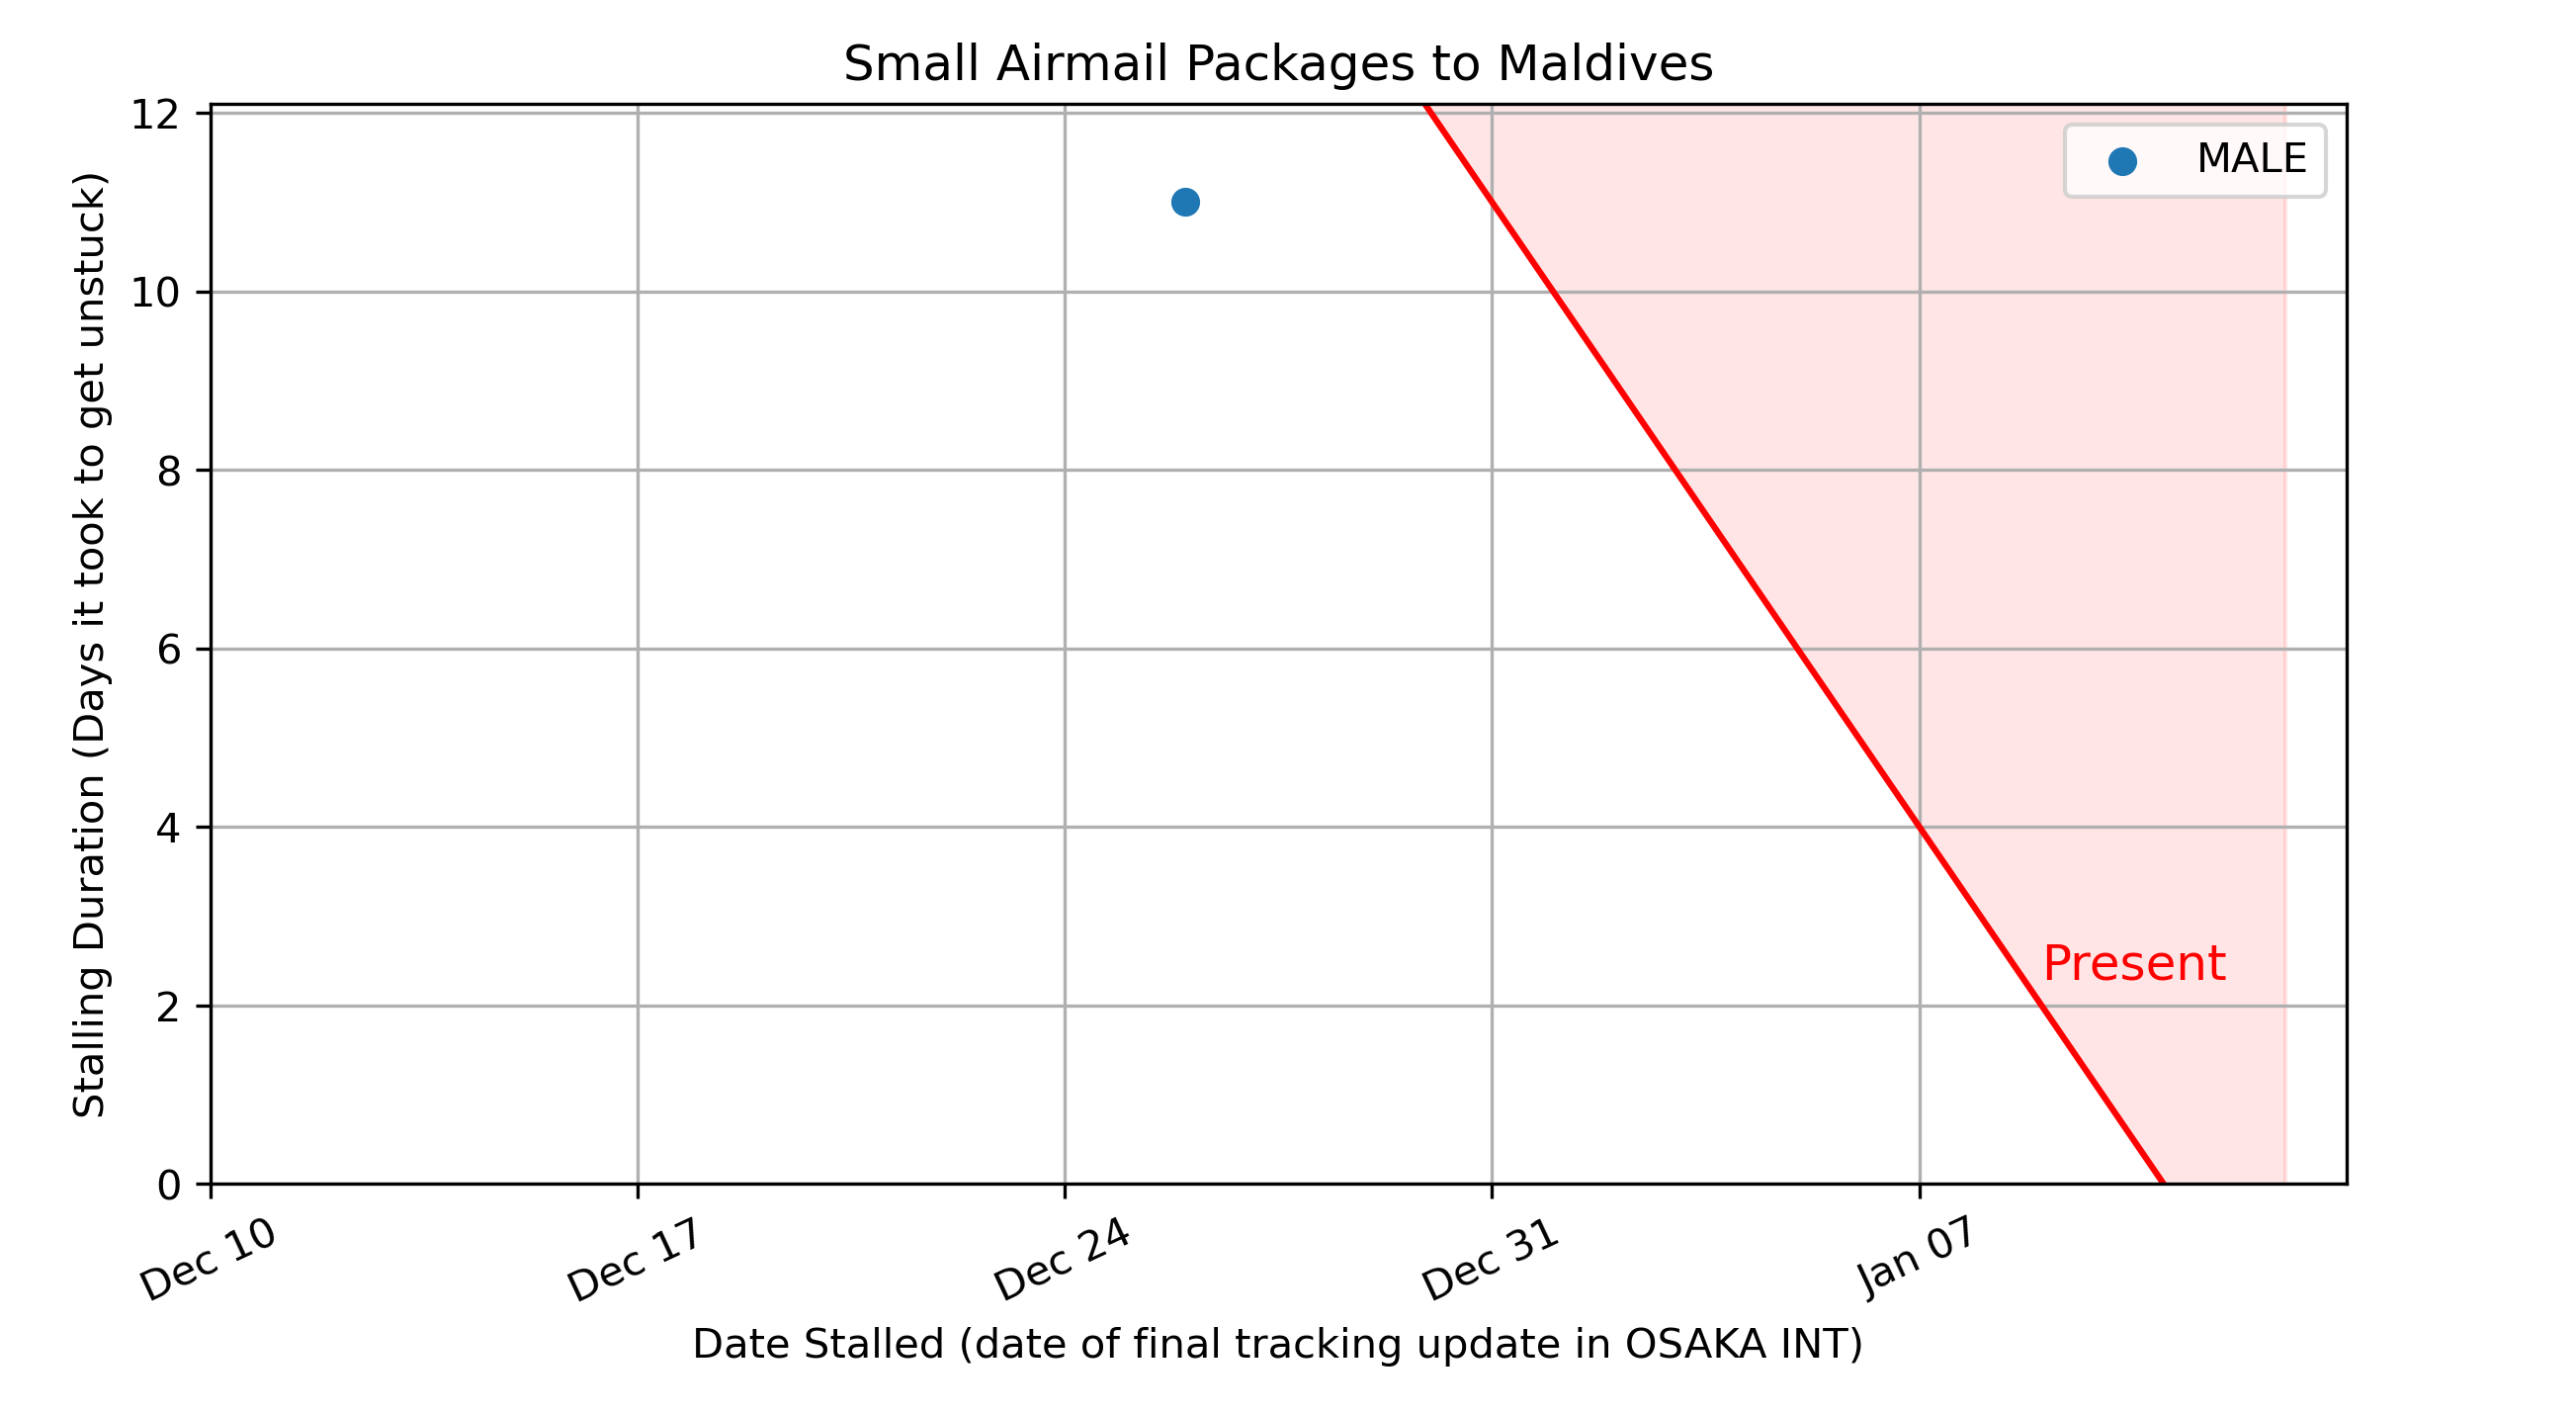 Small Airmail Packages to Maldives
Stalling Duration (Days it took to get unstuck)
12
10
8
6
4
2
0
MALE
Present
Dec 10
Dec 17
Dec 24
Dec 31
Jan 07
Date Stalled (date of final tracking update in OSAKA INT)